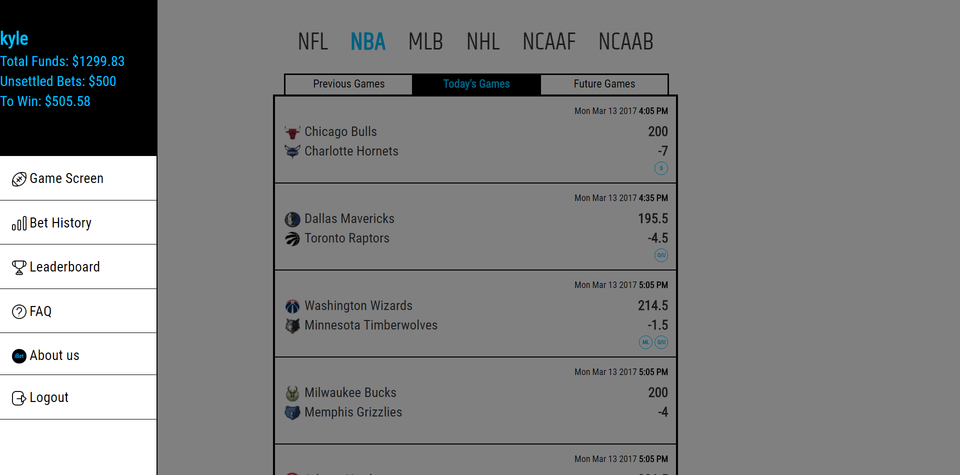 kyle
Total Funds: $1299.83
Unsettled Bets: $500
To Win: $505.58
Game Screen
Bet History
Leaderboard
FAQ
About us
Logout
NFL NBA MLB NHL NCAAF NCAAB
Previous Games Today's Games Future Games
Mon Mar 13 2017 4:05 PM
Chicago Bulls 200
Charlotte Hornets -7
S
Mon Mar 13 2017 4:35 PM
Dallas Mavericks 195.5
Toronto Raptors -4.5
O/U
Mon Mar 13 2017 5:05 PM
Washington Wizards 214.5
Minnesota Timberwolves -1.5
ML O/U
Mon Mar 13 2017 5:05 PM
Milwaukee Bucks 200
Memphis Grizzlies -4
Mon Mar 13 2017 5:05 PM